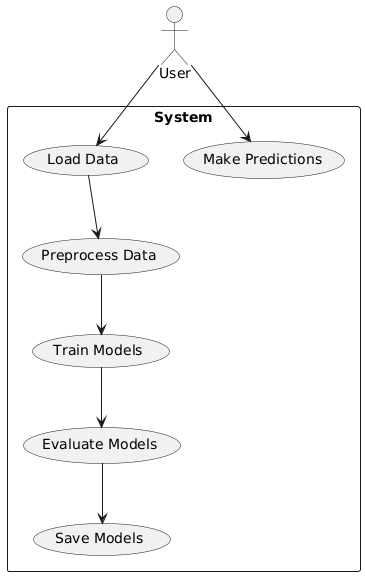 User
System
Load Data
Make Predictions
Preprocess Data
Train Models
Evaluate Models
Save Models